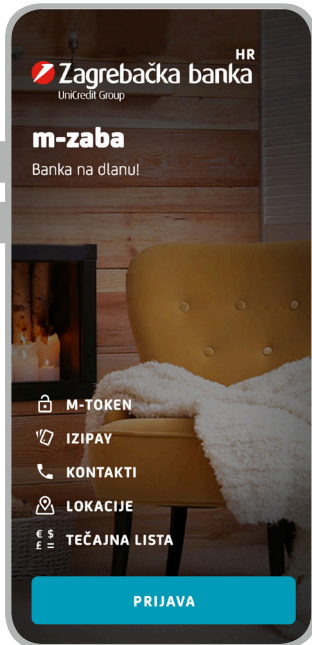 HR
Zagrebačka banka
UniCredit Group
m-zaba
Banka na dlanu!
M-TOKEN
IZIPAY
KONTAKTI
LOKACIJE
€ $
£ =
TEČAJNA LISTA
PRIJAVA